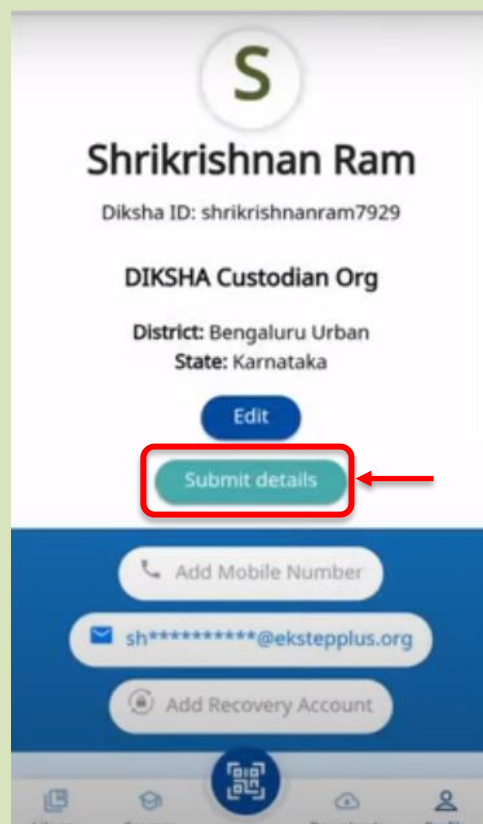 S
Shrikrishnan Ram
Diksha ID: shrikrishnanram7929
DIKSHA Custodian Org
District: Bengaluru Urban
State: Karnataka
Edit
Submit details
Add Mobile Number
sh**********@ekstepplus.org
Add Recovery Account